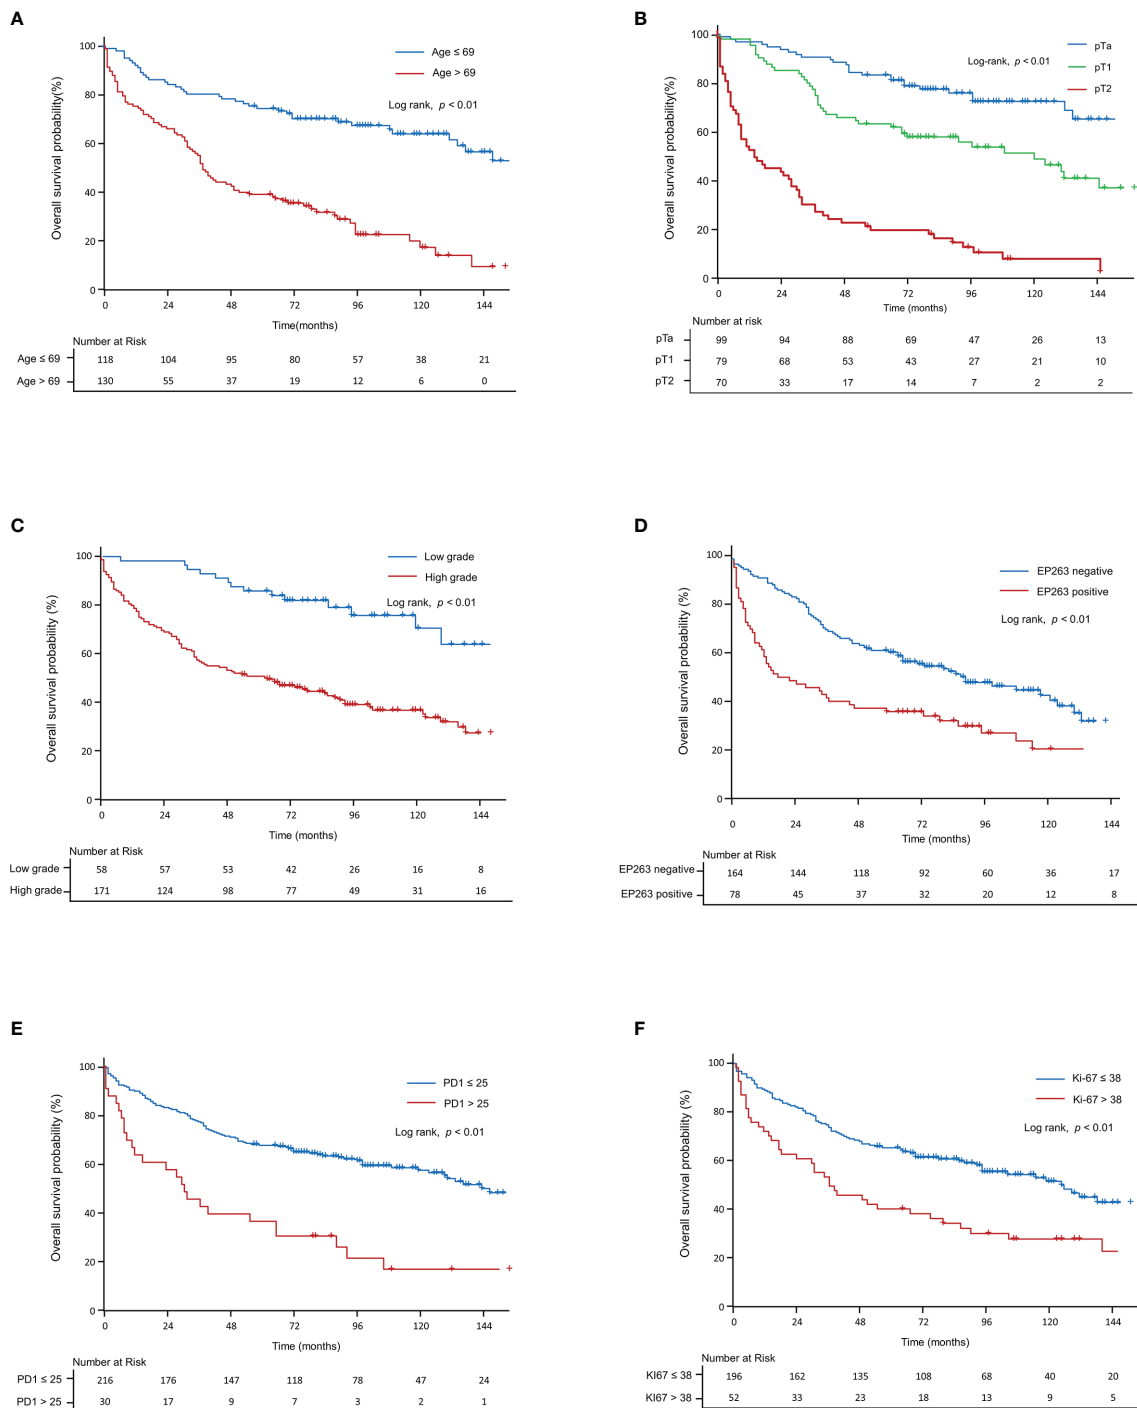 A
Overall survival probability(%)
100
80
60
40
20
0
Age ≤ 69
Age > 69
Log rank, p < 0.01
0 24 48 72 96 120 144
Time(months)
Number at Risk
Age ≤ 69 118 104 95 80 57 38 21
Age > 69 130 55 37 19 12 6 0
B
Overall survival probability (%)
100
80
60
40
20
0
pTa
pT1
pT2
Log-rank, p < 0.01
0 24 48 72 96 120 144
Time (months)
Number at risk
pTa 99 94 88 69 47 26 13
pT1 79 68 53 43 27 21 10
pT2 70 33 17 14 7 2 2
C
Overall survival probability (%)
100
80
60
40
20
0
Low grade
High grade
Log rank, p < 0.01
0 24 48 72 96 120 144
Time (months)
Number at Risk
Low grade 58 57 53 42 26 16 8
High grade 171 124 98 77 49 31 16
D
Overall survival probability (%)
100
80
60
40
20
0
EP263 negative
EP263 positive
Log rank, p < 0.01
0 24 48 72 96 120 144
Time (months)
Number at Risk
EP263 negative 164 144 118 92 60 36 17
EP263 positive 78 45 37 32 20 12 8
E
Overall survival probability (%)
100
80
60
40
20
0
PD1 ≤ 25
PD1 > 25
Log rank, p < 0.01
0 24 48 72 96 120 144
Time (months)
Number at Risk
PD1 ≤ 25 216 176 147 118 78 47 24
PD1 > 25 30 17 9 7 3 2 1
F
Overall survival probability (%)
100
80
60
40
20
0
Ki-67 ≤ 38
Ki-67 > 38
Log rank, p < 0.01
0 24 48 72 96 120 144
Time (months)
Number at Risk
KI67 ≤ 38 196 162 135 108 68 40 20
KI67 > 38 52 33 23 18 13 9 5